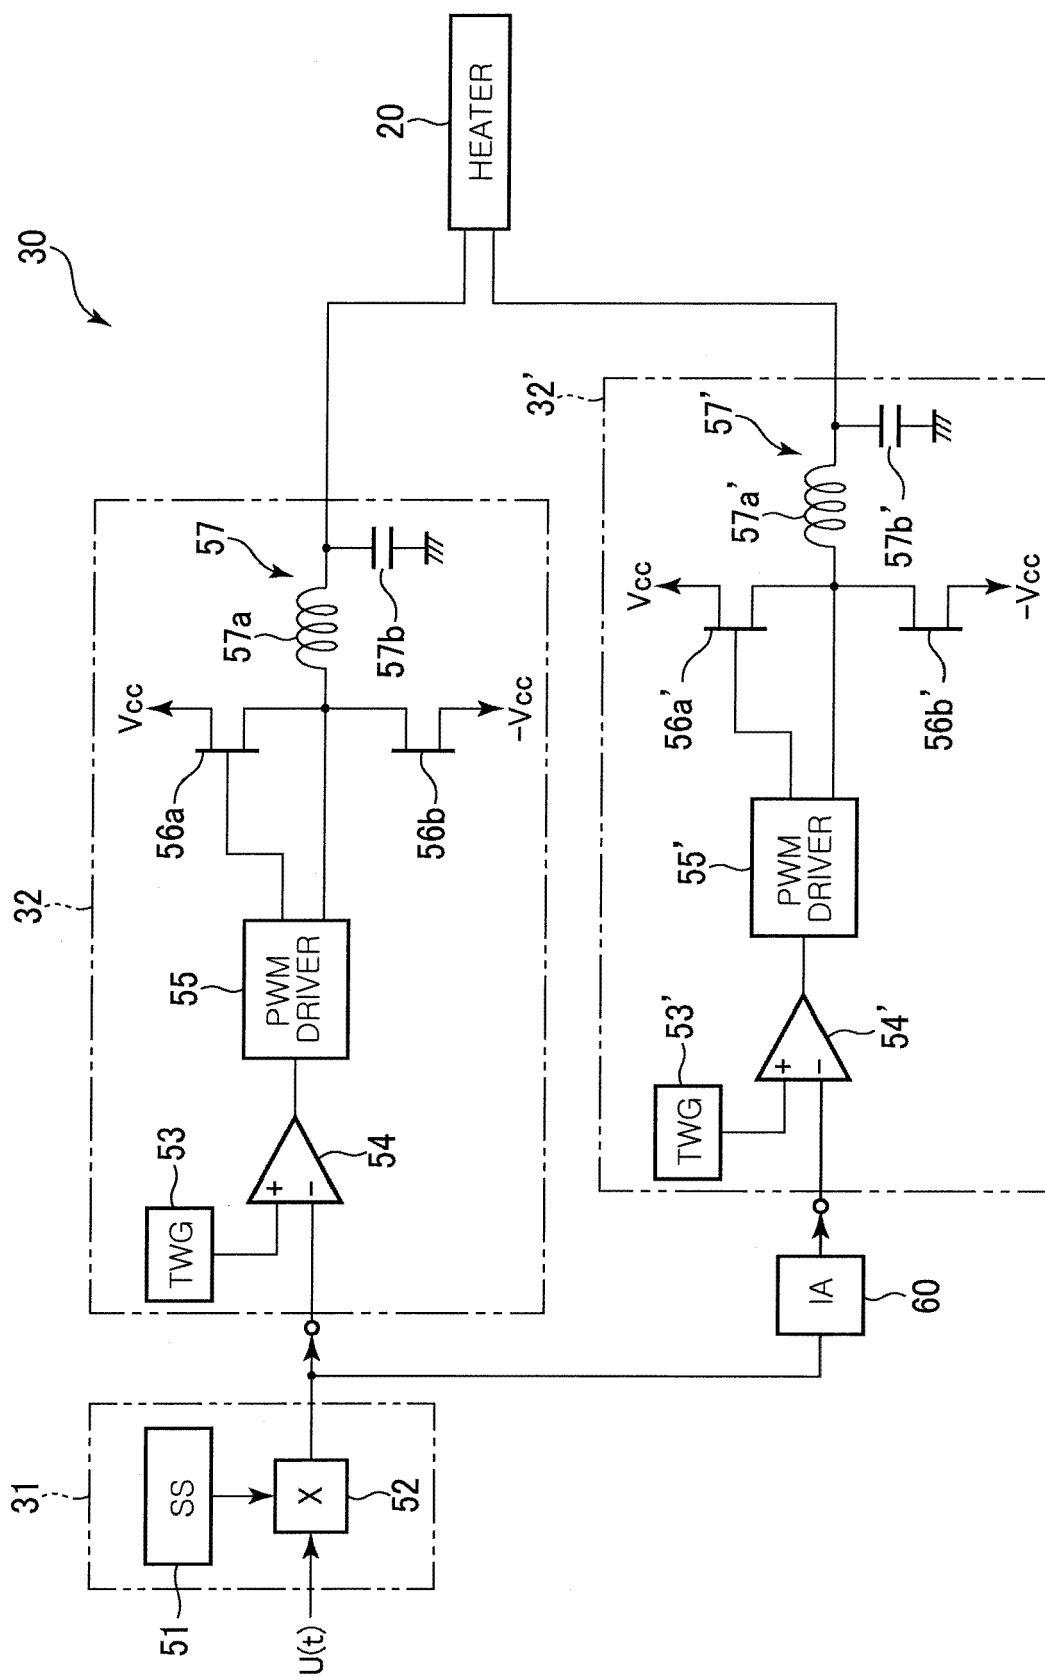 30
31
SS
51
X
52
U(t)
32
53
TWG
+
−
54
55
PWM
DRIVER
56a
Vcc
56b
-Vcc
57
57a
57b
20
HEATER
IA
60
32'
53'
TWG
+
−
54'
55'
PWM
DRIVER
56a'
Vcc
56b'
-Vcc
57'
57a'
57b'